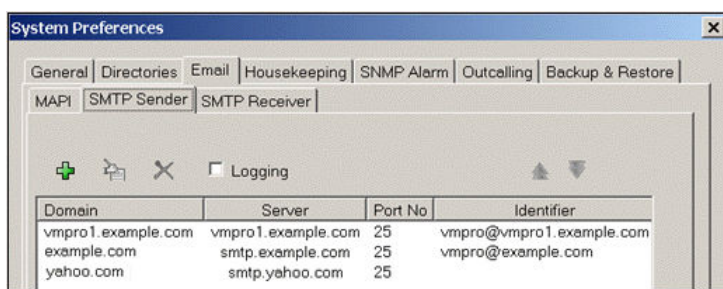 System Preferences
General Directories Email Housekeeping SNMP Alarm Outcalling Backup & Restore
MAPI SMTP Sender SMTP Receiver
Logging
Domain Server Port No Identifier
vmpro1.example.com vmpro1.example.com 25 vmpro@vmpro1.example.com
example.com smtp.example.com 25 vmpro@example.com
yahoo.com smtp.yahoo.com 25